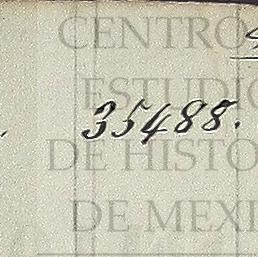 CENTRO
ESTUDIO
35488.
DE HISTO
DE MEXI